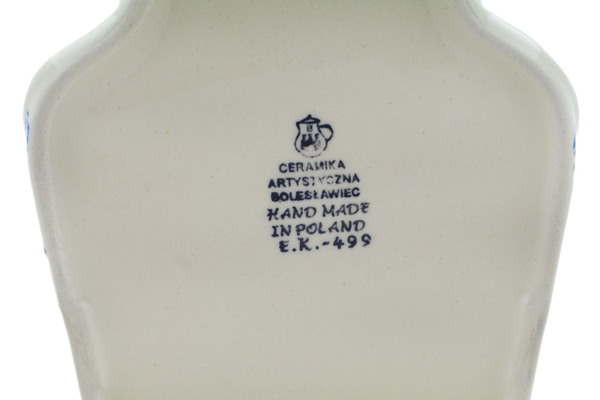 CERAMIKA
ARTYSTYCZNA
BOLESŁAWIEC
HAND MADE
IN POLAND
E.K.-499